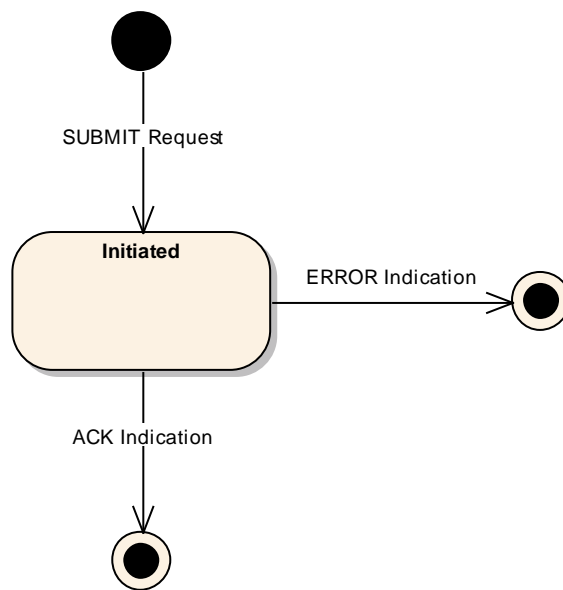 SUBMIT Request
Initiated
ERROR Indication
ACK Indication